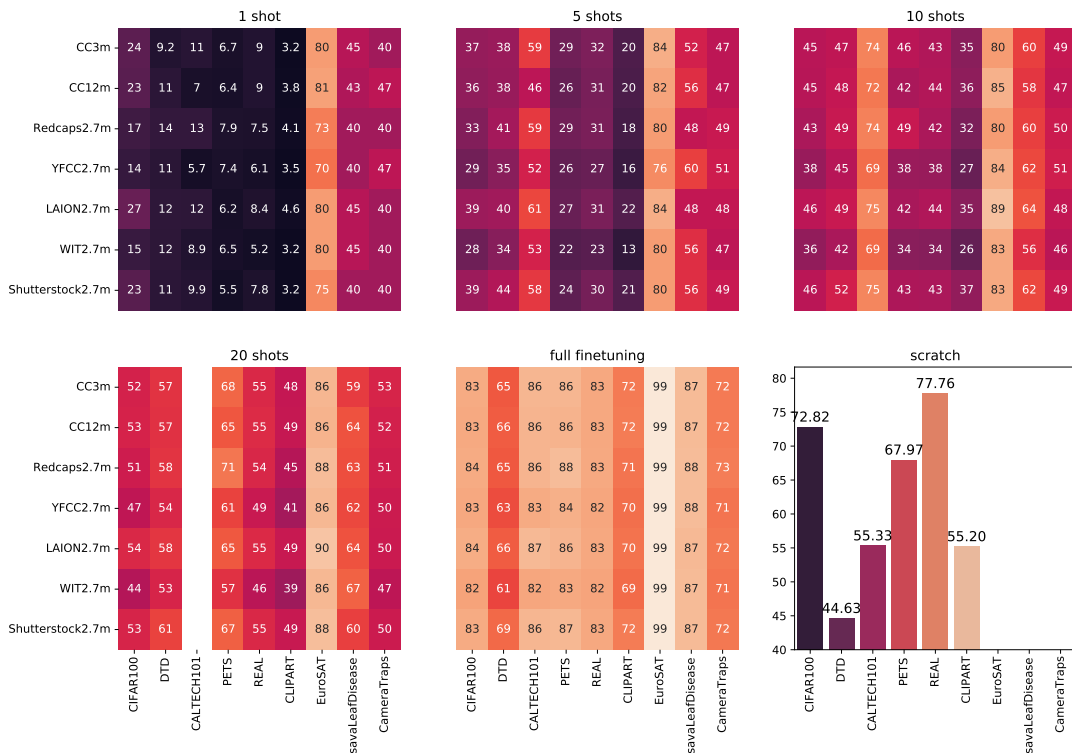 1 shot
5 shots
10 shots
CC3m 24 9.2 11 6.7 9 3.2 80 45 40 37 38 59 29 32 20 84 52 47 45 47 74 46 43 35 80 60 49
CC12m 23 11 7 6.4 9 3.8 81 43 47 36 38 46 26 31 20 82 56 47 45 48 72 42 44 36 85 58 47
Redcaps2.7m 17 14 13 7.9 7.5 4.1 73 40 40 33 41 59 29 31 18 80 48 49 43 49 74 49 42 32 80 60 50
YFCC2.7m 14 11 5.7 7.4 6.1 3.5 70 40 47 29 35 52 26 27 16 76 60 51 38 45 69 38 38 27 84 62 51
LAION2.7m 27 12 12 6.2 8.4 4.6 80 45 40 39 40 61 27 31 22 84 48 48 46 49 75 42 44 35 89 64 48
WIT2.7m 15 12 8.9 6.5 5.2 3.2 80 45 40 28 34 53 22 23 13 80 56 47 36 42 69 34 34 26 83 56 46
Shutterstock2.7m 23 11 9.9 5.5 7.8 3.2 75 40 40 39 44 58 24 30 21 80 56 49 46 52 75 43 43 37 83 62 49
20 shots
full finetuning
scratch
CC3m 52 57 68 55 48 86 59 53 83 65 86 86 83 72 99 87 72
CC12m 53 57 65 55 49 86 64 52 83 66 86 86 83 72 99 87 72
Redcaps2.7m 51 58 71 54 45 88 63 51 84 65 86 88 83 71 99 88 73
YFCC2.7m 47 54 61 49 41 86 62 50 83 63 83 84 82 70 99 88 71
LAION2.7m 54 58 65 55 49 90 64 50 84 66 87 86 83 70 99 87 72
WIT2.7m 44 53 57 46 39 86 67 47 82 61 82 83 82 69 99 87 71
Shutterstock2.7m 53 61 67 55 49 88 60 50 83 69 86 87 83 72 99 87 72
80
75
70
65
60
55
50
45
40
72.82
44.63
55.33
67.97
77.76
55.20
CIFAR100
DTD
CALTECH101
PETS
REAL
CLIPART
EuroSAT
savaLeafDisease
CameraTraps
CIFAR100
DTD
CALTECH101
PETS
REAL
CLIPART
EuroSAT
savaLeafDisease
CameraTraps
CIFAR100
DTD
CALTECH101
PETS
REAL
CLIPART
EuroSAT
savaLeafDisease
CameraTraps